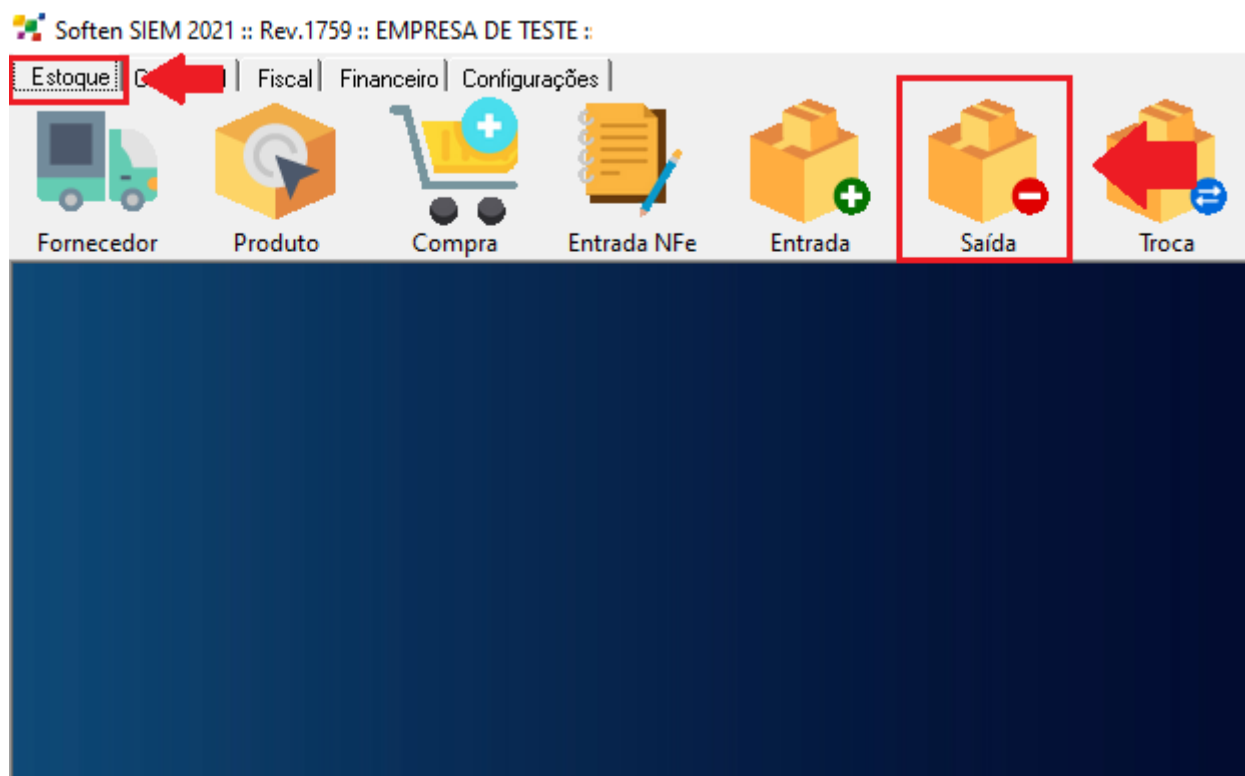 Soften SIEM 2021 :: Rev.1759 :: EMPRESA DE TESTE ::
Estoque Fiscal Financeiro Configurações
Fornecedor Produto Compra Entrada NFe Entrada Saída Troca